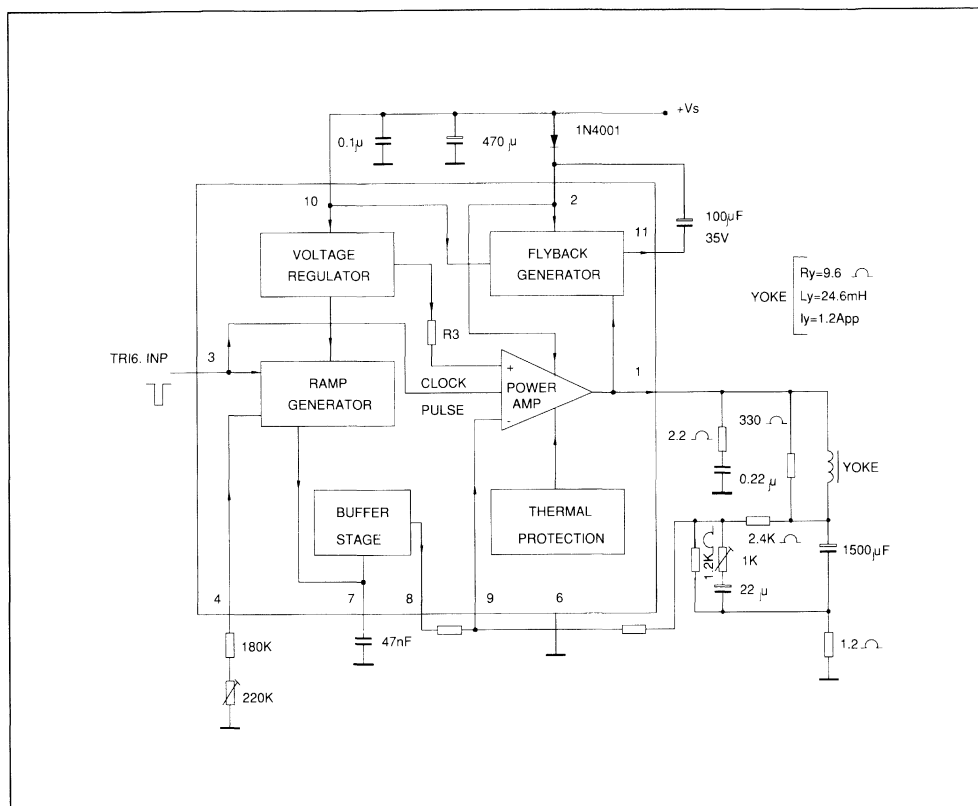 +Vs
1N4001
0.1μ
470 μ
10
2
11
100μF
35V
VOLTAGE
REGULATOR
FLYBACK
GENERATOR
YOKE
Ry=9.6
Ly=24.6mH
Iy=1.2App
R3
TRI6. INP
3
RAMP
GENERATOR
CLOCK
PULSE
+
POWER
AMP
-
1
2.2
330
0.22 μ
YOKE
BUFFER
STAGE
THERMAL
PROTECTION
2.4K
1.2K
1K
22 μ
1500μF
4
7
8
9
6
180K
47nF
1.2
220K